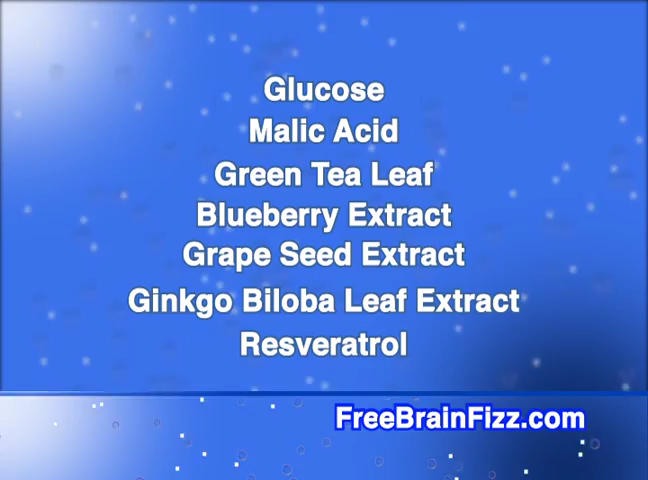 Glucose
Malic Acid
Green Tea Leaf
Blueberry Extract
Grape Seed Extract
Ginkgo Biloba Leaf Extract
Resveratrol
FreeBrainFizz.com